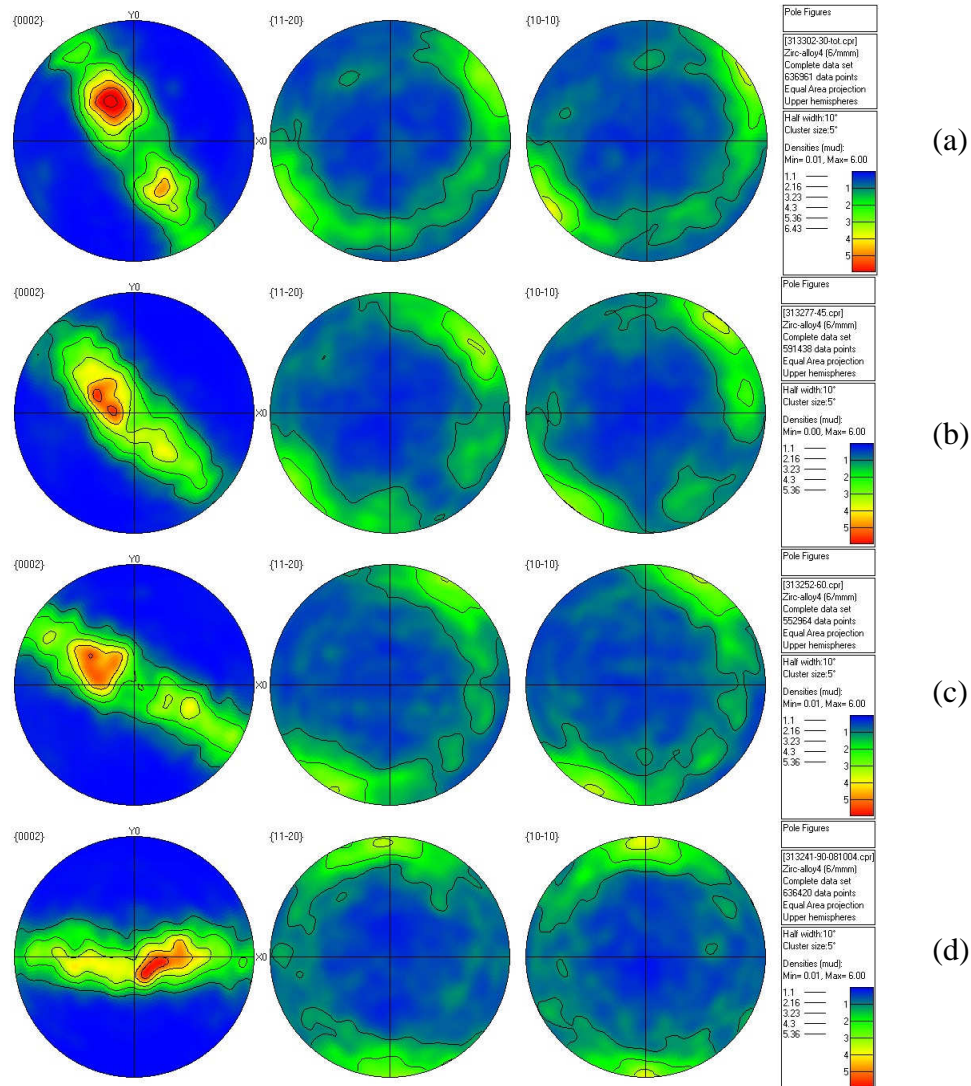 {0002}
Y0
{11-20}
{10-10}
X0
Pole Figures
[313302-30-tot.cpr]
Zirc-alloy4 (6/mmm)
Complete data set
636961 data points
Equal Area projection
Upper hemispheres
Half width:10°
Cluster size:5°
Densities (mud):
Min= 0.01, Max= 6.00
1.1
2.16
3.23
4.3
5.36
6.43
1
2
3
4
5
(a)
{0002}
Y0
{11-20}
{10-10}
X0
Pole Figures
[313277-45.cpr]
Zirc-alloy4 (6/mmm)
Complete data set
591438 data points
Equal Area projection
Upper hemispheres
Half width:10°
Cluster size:5°
Densities (mud):
Min= 0.00, Max= 6.00
1.1
2.16
3.23
4.3
5.36
1
2
3
4
5
(b)
{0002}
Y0
{11-20}
{10-10}
X0
Pole Figures
[313252-60.cpr]
Zirc-alloy4 (6/mmm)
Complete data set
552964 data points
Equal Area projection
Upper hemispheres
Half width:10°
Cluster size:5°
Densities (mud):
Min= 0.01, Max= 6.00
1.1
2.16
3.23
4.3
5.36
1
2
3
4
5
(c)
{0002}
Y0
{11-20}
{10-10}
X0
Pole Figures
[313241-90-081004.cpr]
Zirc-alloy4 (6/mmm)
Complete data set
636420 data points
Equal Area projection
Upper hemispheres
Half width:10°
Cluster size:5°
Densities (mud):
Min= 0.01, Max= 6.00
1.1
2.16
3.23
4.3
5.36
1
2
3
4
5
(d)